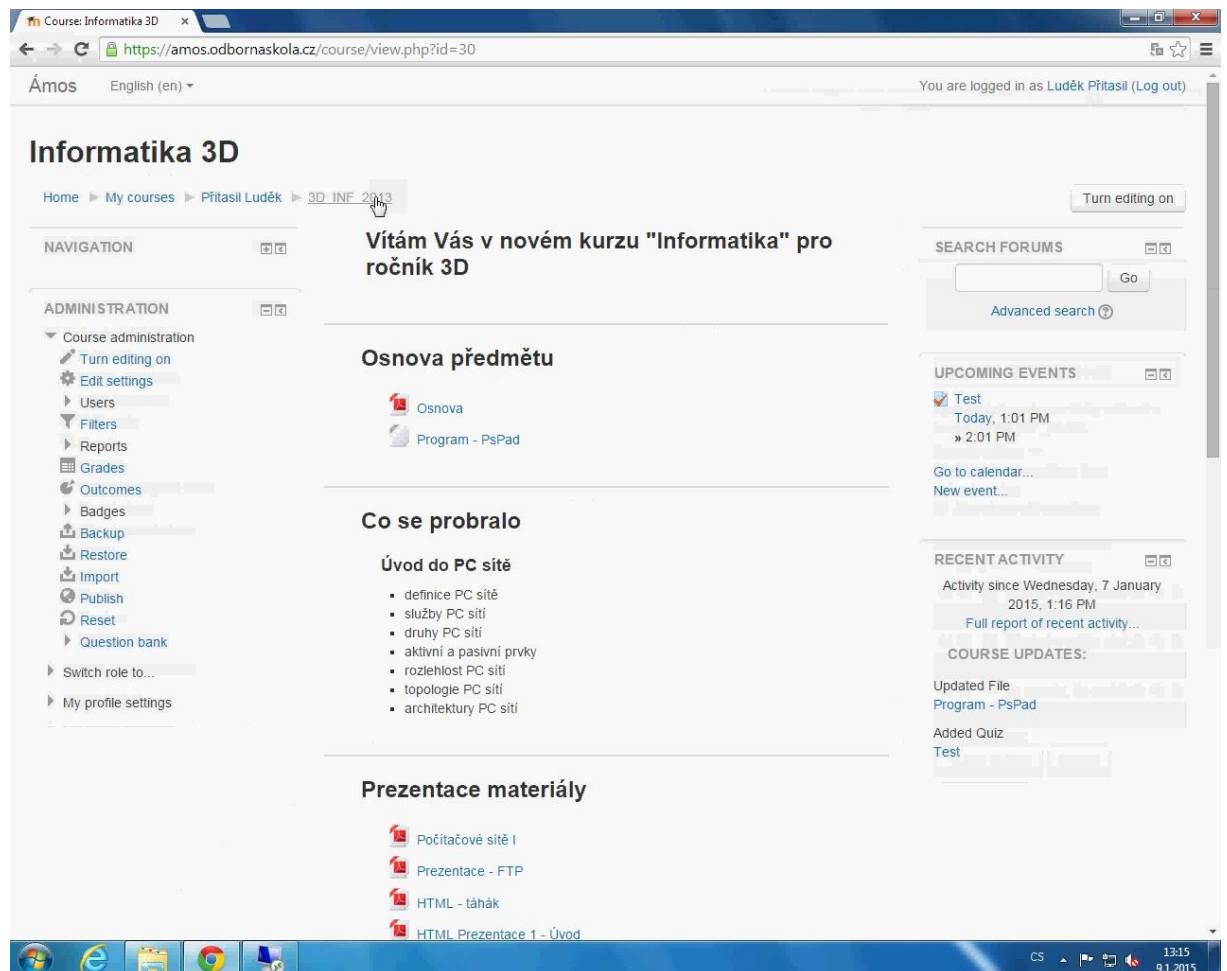 Course: Informatika 3D
https://amos.odbornaskola.cz/course/view.php?id=30
Ámos English (en)
You are logged in as Luděk Přitasil (Log out)
Informatika 3D
Home My courses Přitasil Luděk 3D_INF_2013
Turn editing on
NAVIGATION
ADMINISTRATION
Course administration
Turn editing on
Edit settings
Users
Filters
Reports
Grades
Outcomes
Badges
Backup
Restore
Import
Publish
Reset
Question bank
Switch role to...
My profile settings
Vítám Vás v novém kurzu "Informatika" pro
ročník 3D
Osnova předmětu
Osnova
Program - PsPad
Co se probralo
Úvod do PC sítě
definice PC sítě
služby PC sítí
druhy PC sítí
aktivní a pasivní prvky
rozlehlost PC sítí
topologie PC sítí
architektury PC sítí
Prezentace materiály
Počítačové sítě I
Prezentace - FTP
HTML - táhák
HTML Prezentace 1 - Úvod
SEARCH FORUMS
Go
Advanced search
UPCOMING EVENTS
Test
Today, 1:01 PM
» 2:01 PM
Go to calendar...
New event...
RECENT ACTIVITY
Activity since Wednesday, 7 January
2015, 1:16 PM
Full report of recent activity...
COURSE UPDATES:
Updated File
Program - PsPad
Added Quiz
Test
CS
13:15
9.1.2015